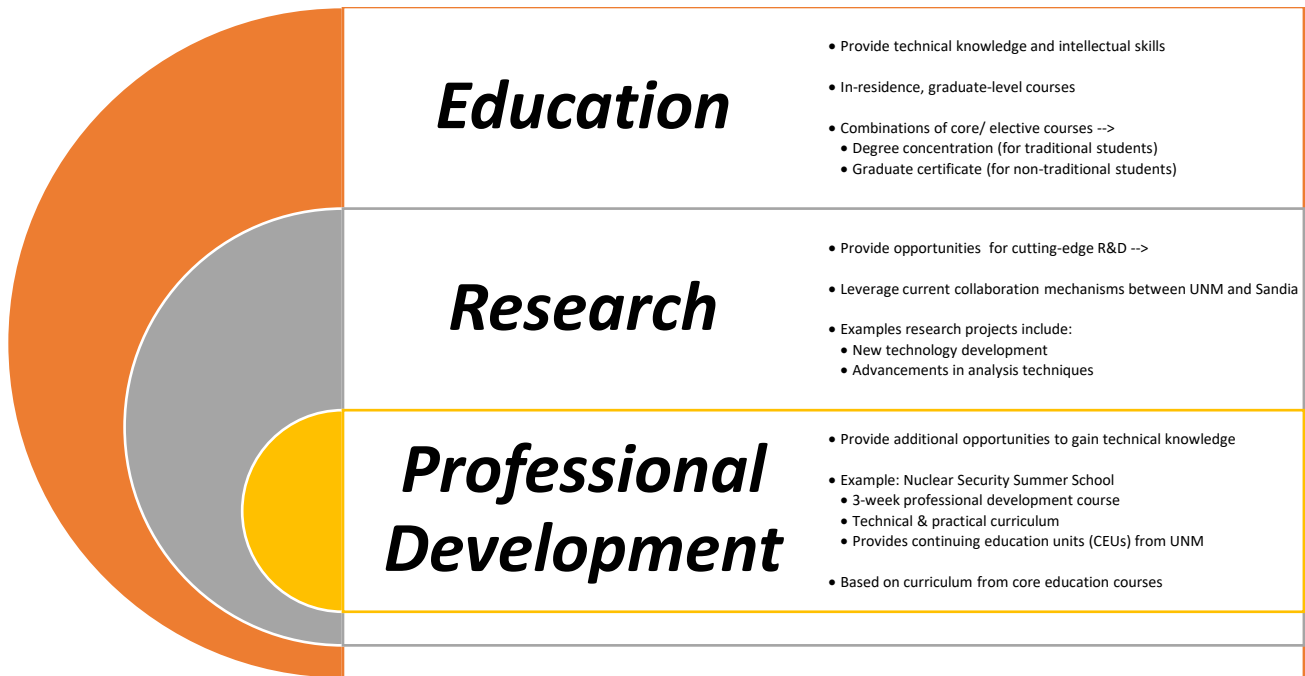 Education
• Provide technical knowledge and intellectual skills
• In-residence, graduate-level courses
• Combinations of core/ elective courses -->
• Degree concentration (for traditional students)
• Graduate certificate (for non-traditional students)
Research
• Provide opportunities  for cutting-edge R&D -->
• Leverage current collaboration mechanisms between UNM and Sandia
• Examples research projects include:
• New technology development
• Advancements in analysis techniques
Professional
Development
• Provide additional opportunities to gain technical knowledge
• Example: Nuclear Security Summer School
• 3-week professional development course
• Technical & practical curriculum
• Provides continuing education units (CEUs) from UNM
• Based on curriculum from core education courses